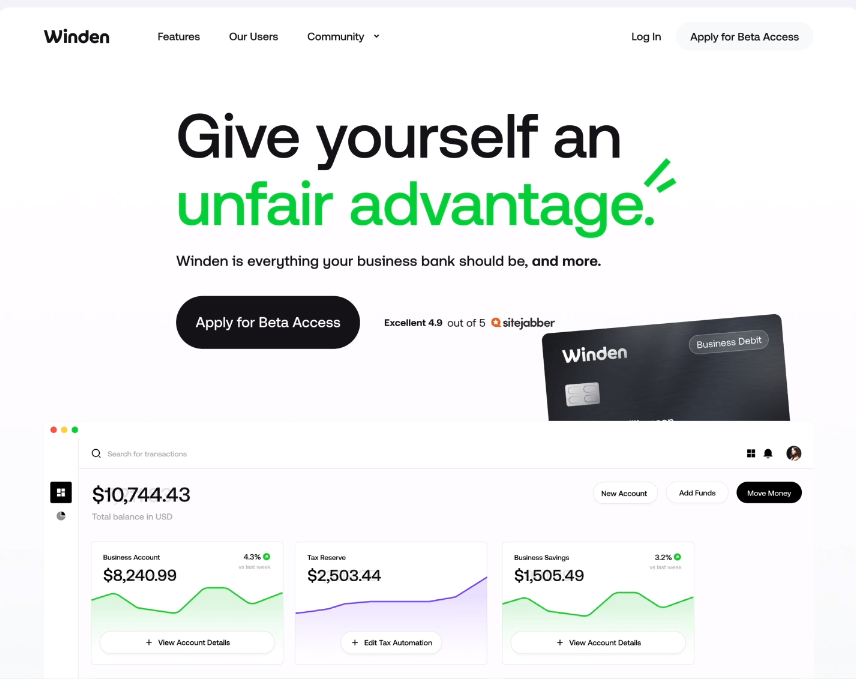 Winden
Features
Our Users
Community
Log In
Apply for Beta Access
Give yourself an
unfair advantage.
Winden is everything your business bank should be, and more.
Apply for Beta Access
Excellent 4.9 out of 5 sitejabber
Winden
Business Debit
Search for transactions
$10,744.43
Total balance in USD
New Account
Add Funds
Move Money
Business Account
4.3%
vs last week
$8,240.99
+ View Account Details
Tax Reserve
$2,503.44
+ Edit Tax Automation
Business Savings
3.2%
vs last week
$1,505.49
+ View Account Details